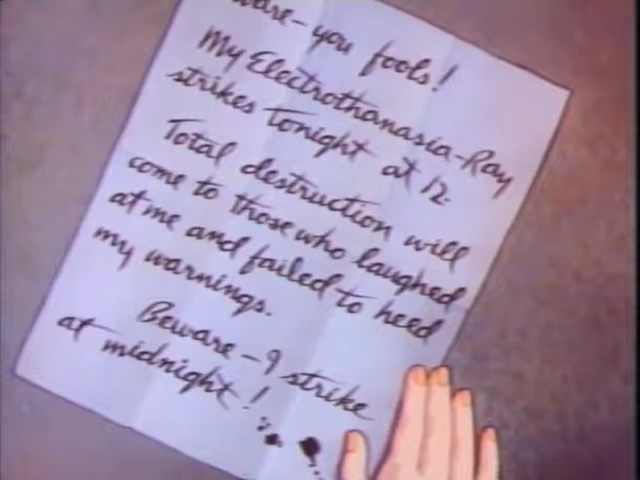 ware-you fools!
My Electrothanasia-Ray
strikes tonight at 12.
Total destruction will
come to those who laughed
at me and failed to heed
my warnings.
Beware-I strike
at midnight!